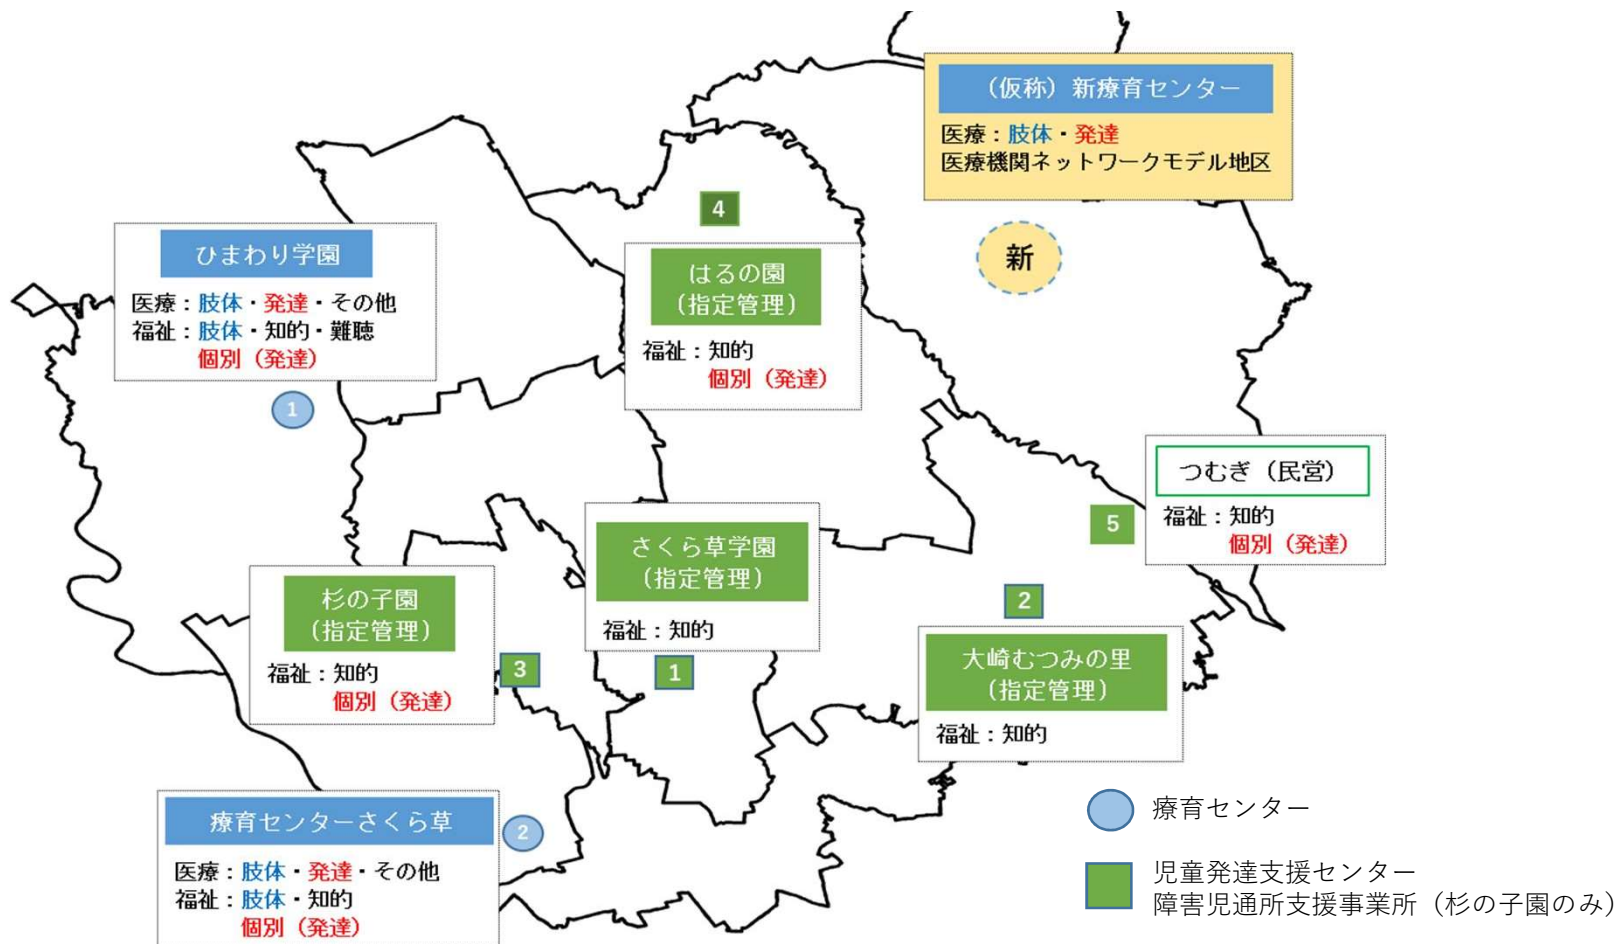 （仮称）新療育センター
医療：肢体・発達
医療機関ネットワークモデル地区
新
4
ひまわり学園
医療：肢体・発達・その他
福祉：肢体・知的・難聴
個別（発達）
1
はるの園
（指定管理）
福祉：知的
個別（発達）
つむぎ（民営）
福祉：知的
個別（発達）
5
さくら草学園
（指定管理）
福祉：知的
1
杉の子園
（指定管理）
福祉：知的
個別（発達）
3
2
大崎むつみの里
（指定管理）
福祉：知的
療育センターさくら草
医療：肢体・発達・その他
福祉：肢体・知的
個別（発達）
2
療育センター
児童発達支援センター
障害児通所支援事業所（杉の子園のみ）